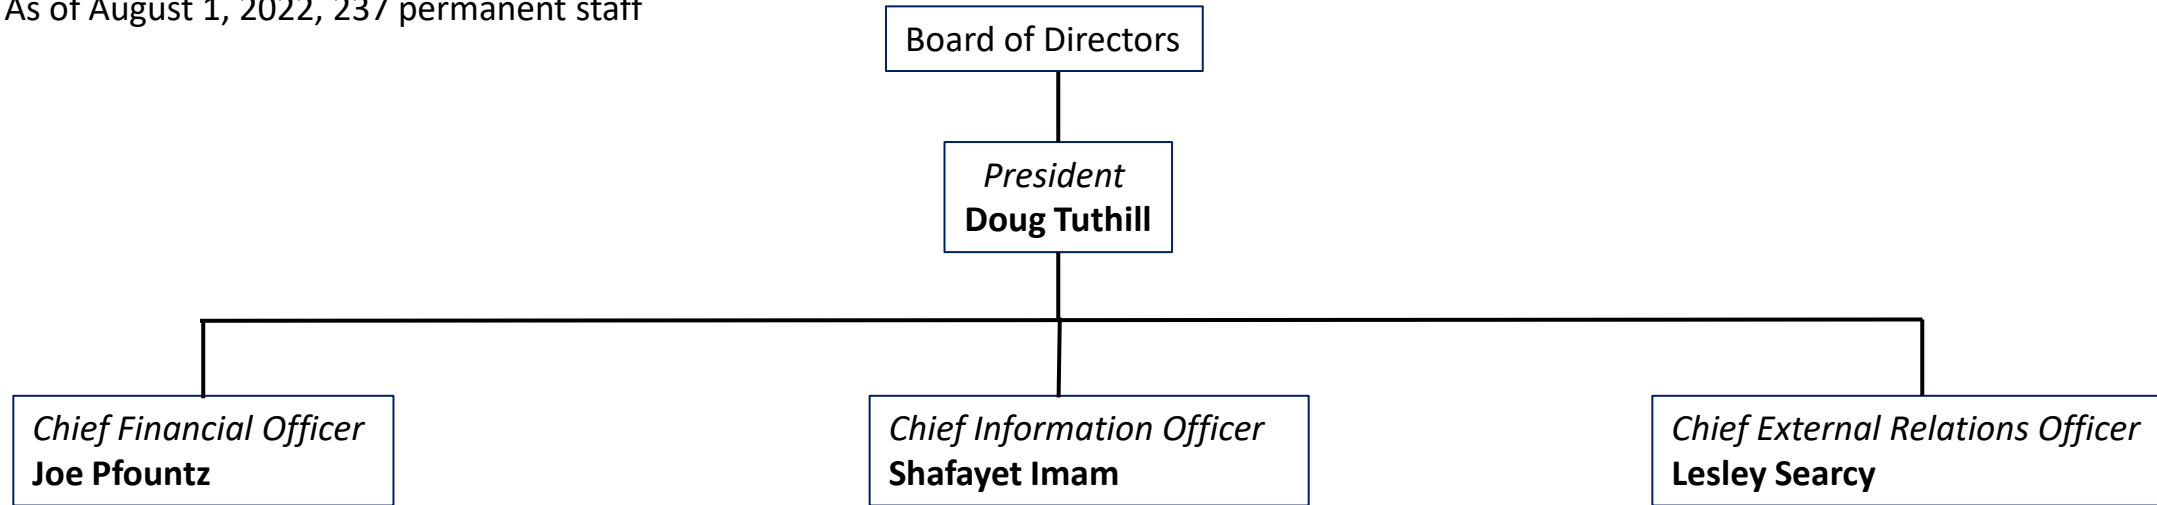 As of August 1, 2022, 237 permanent staff
Board of Directors
President
Doug Tuthill
Chief Financial Officer
Joe Pfountz
Chief Information Officer
Shafayet Imam
Chief External Relations Officer
Lesley Searcy